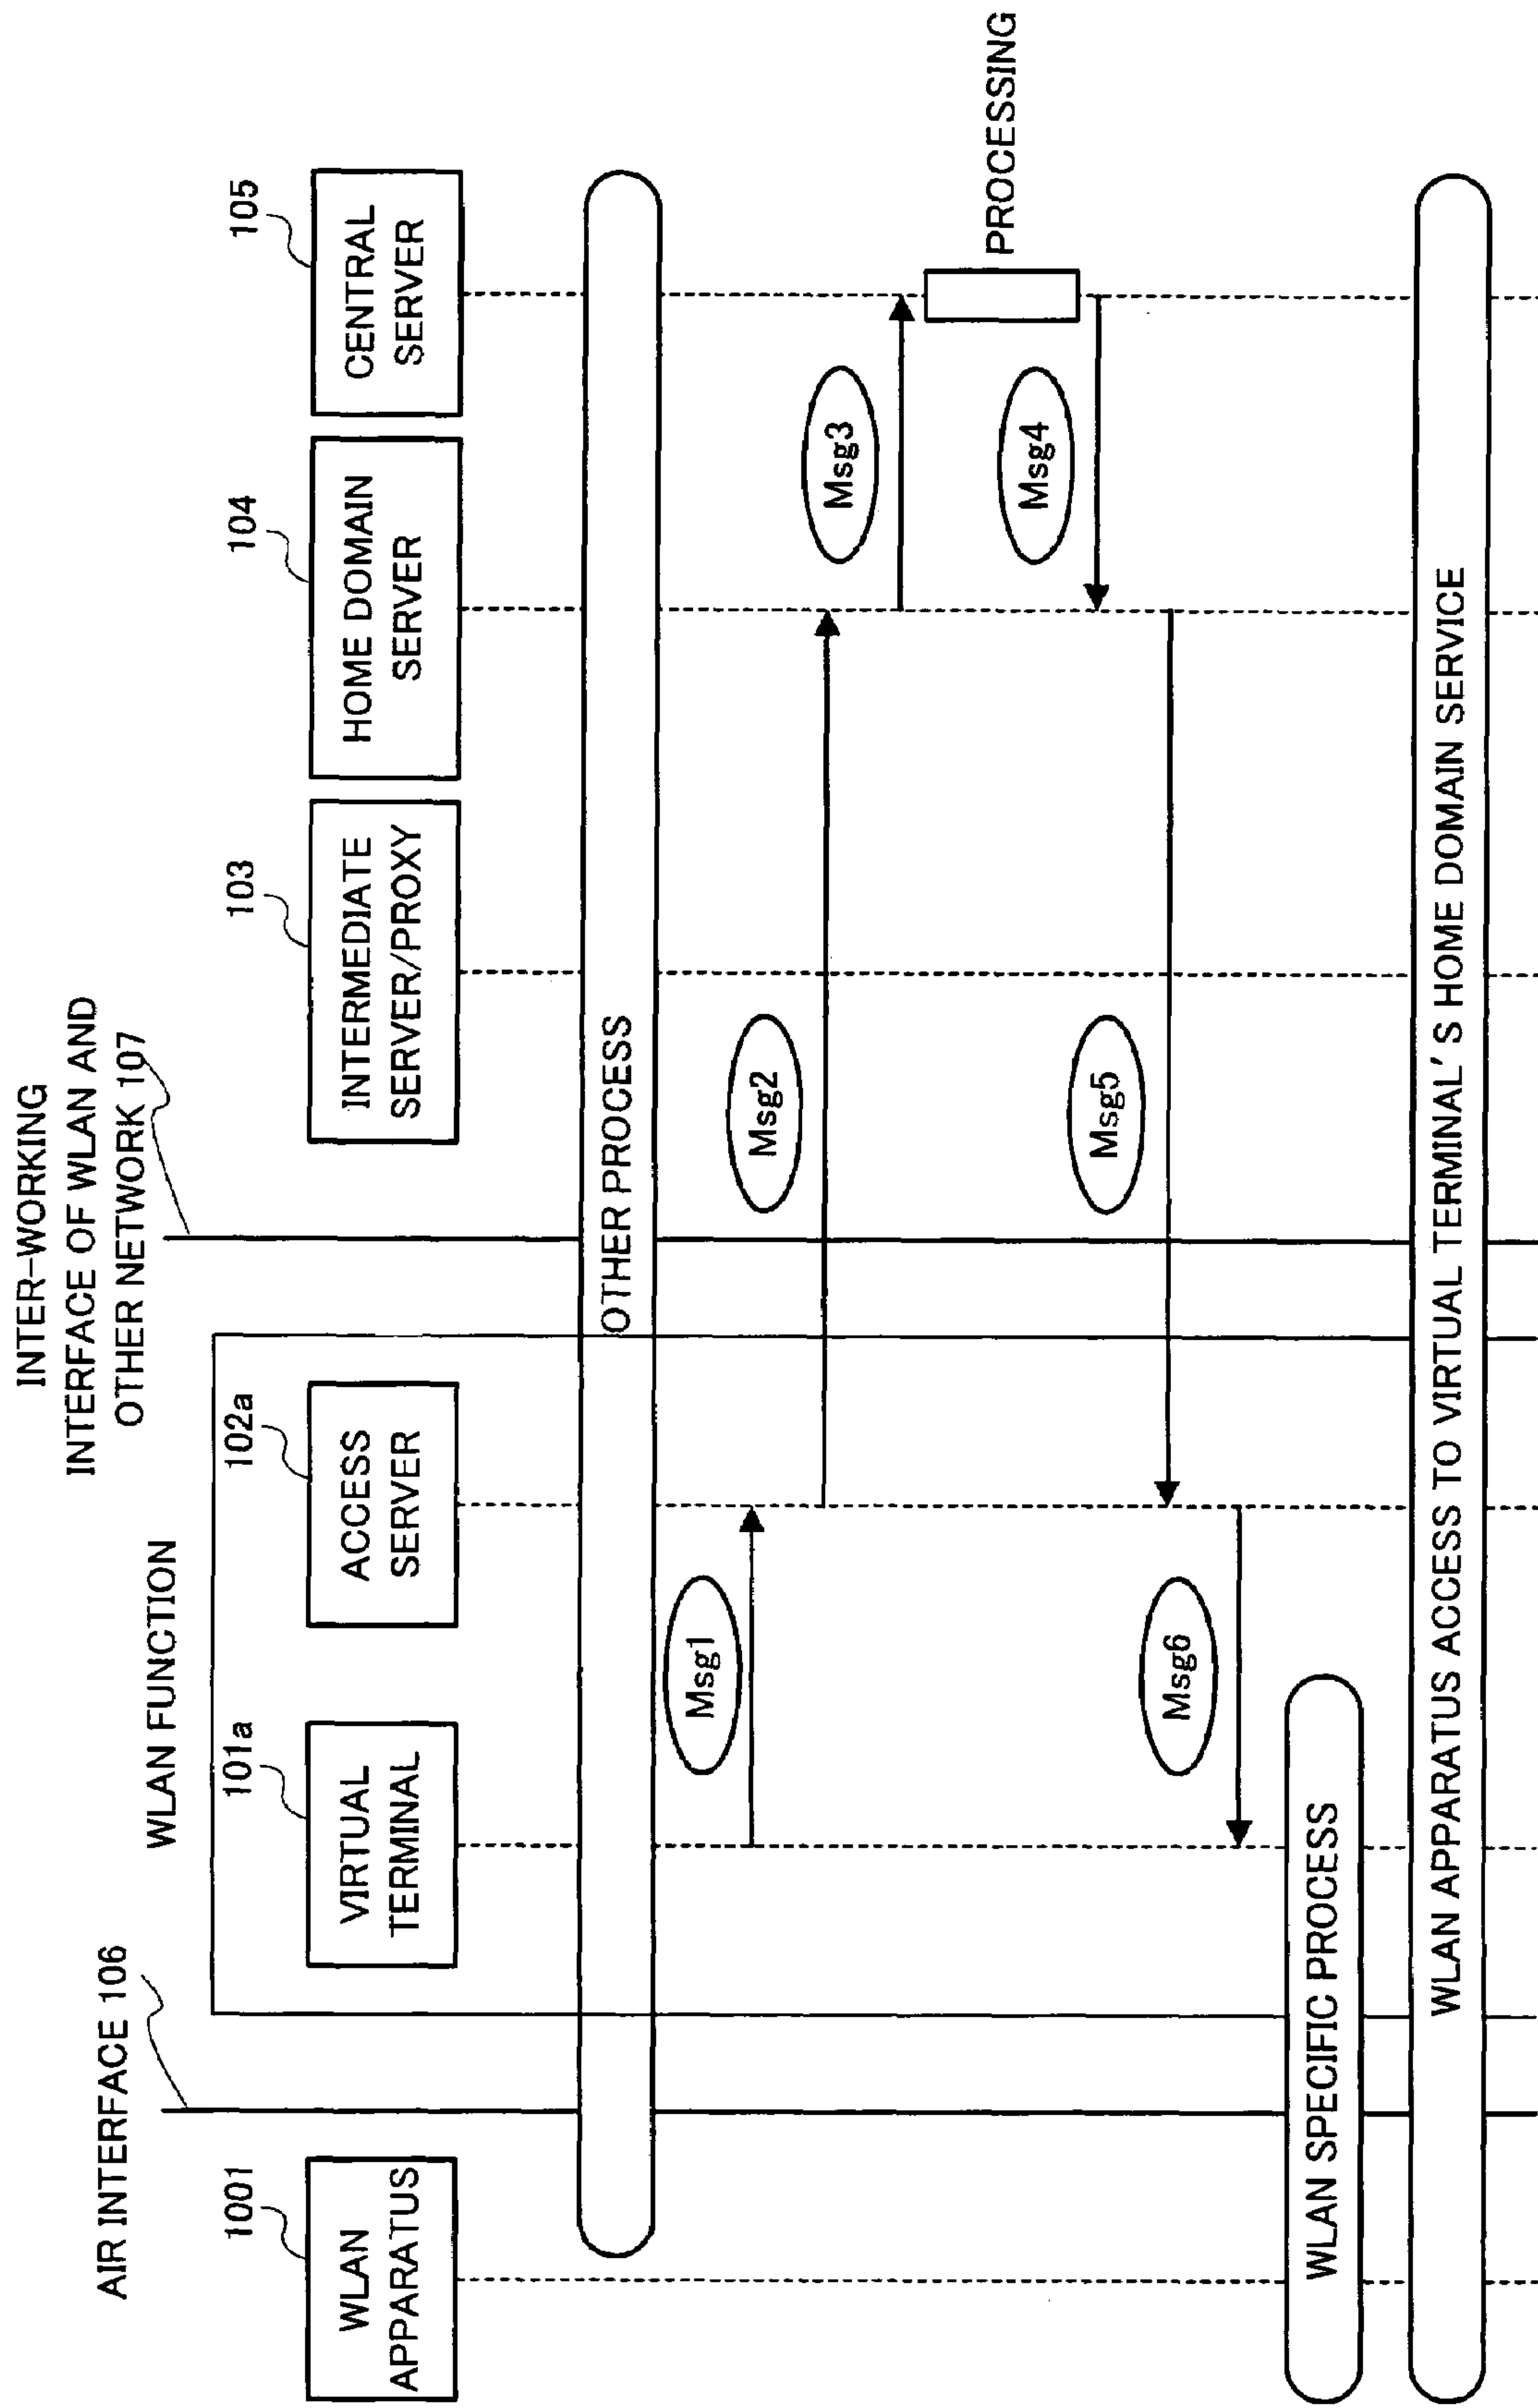 INTER-WORKING
INTERFACE OF WLAN AND
OTHER NETWORK 107
AIR INTERFACE 106
WLAN FUNCTION
1001
WLAN
APPARATUS
101a
VIRTUAL
TERMINAL
102a
ACCESS
SERVER
103
INTERMEDIATE
SERVER/PROXY
104
HOME DOMAIN
SERVER
105
CENTRAL
SERVER
OTHER PROCESS
Msg1
Msg2
Msg3
PROCESSING
Msg4
Msg5
Msg6
WLAN SPECIFIC PROCESS
WLAN APPARATUS ACCESS TO VIRTUAL TERMINAL'S HOME DOMAIN SERVICE